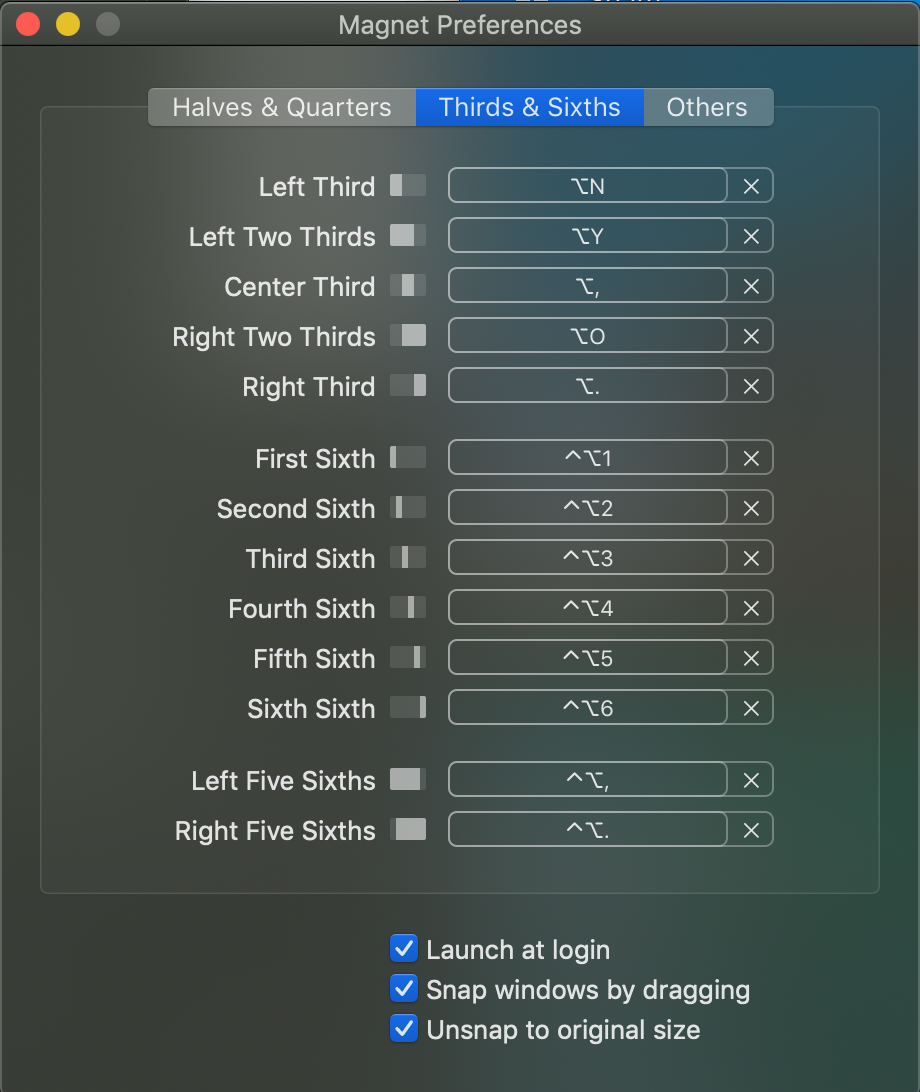 Magnet Preferences
Halves & Quarters Thirds & Sixths Others
Left Third ⌥N ×
Left Two Thirds ⌥Y ×
Center Third ⌥, ×
Right Two Thirds ⌥O ×
Right Third ⌥. ×
First Sixth ^⌥1 ×
Second Sixth ^⌥2 ×
Third Sixth ^⌥3 ×
Fourth Sixth ^⌥4 ×
Fifth Sixth ^⌥5 ×
Sixth Sixth ^⌥6 ×
Left Five Sixths ^⌥, ×
Right Five Sixths ^⌥. ×
Launch at login
Snap windows by dragging
Unsnap to original size